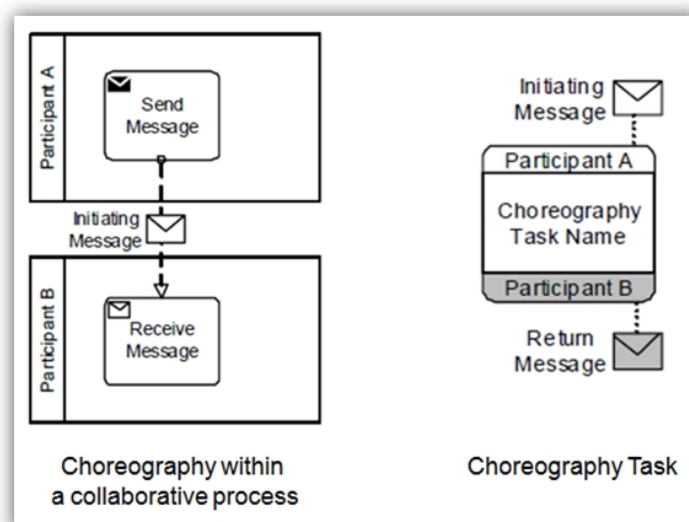 Participant A
Send
Message
Initiating
Message
Participant B
Receive
Message
Choreography within
a collaborative process
Initiating
Message
Participant A
Choreography
Task Name
Participant B
Return
Message
Choreography Task